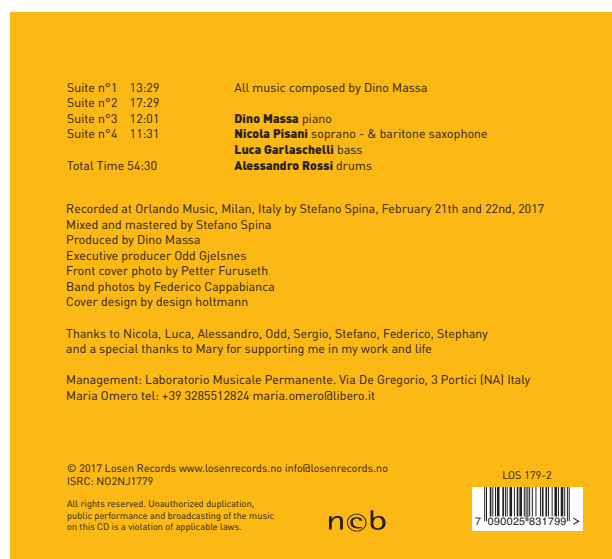 Suite n°1 13:29
Suite n°2 17:29
Suite n°3 12:01
Suite n°4 11:31
Total Time 54:30
All music composed by Dino Massa
Dino Massa piano
Nicola Pisani soprano - & baritone saxophone
Luca Garlaschelli bass
Alessandro Rossi drums
Recorded at Orlando Music, Milan, Italy by Stefano Spina, February 21th and 22nd, 2017
Mixed and mastered by Stefano Spina
Produced by Dino Massa
Executive producer Odd Gjelsnes
Front cover photo by Petter Furuseth
Band photos by Federico Cappabianca
Cover design by design holtmann
Thanks to Nicola, Luca, Alessandro, Odd, Sergio, Stefano, Federico, Stephany
and a special thanks to Mary for supporting me in my work and life
Management: Laboratorio Musicale Permanente. Via De Gregorio, 3 Portici (NA) Italy
Maria Omero tel: +39 3285512824 maria.omero@libero.it
© 2017 Losen Records www.losenrecords.no info@losenrecords.no
ISRC: NO2NJ1779
All rights reserved. Unauthorized duplication,
public performance and broadcasting of the music
on this CD is a violation of applicable laws.
n©b
LOS 179-2
7 090025 831799 >